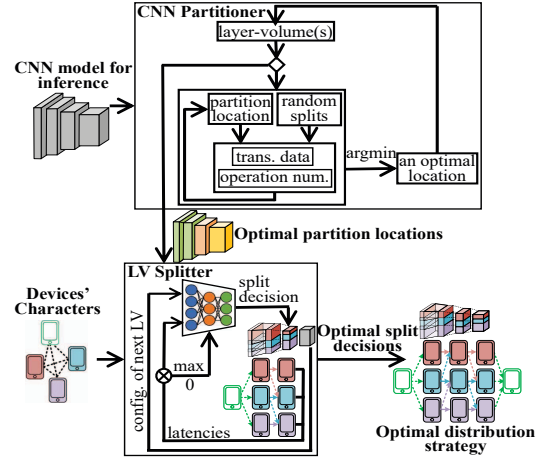 CNN Partitioner
layer-volume(s)
CNN model for
inference
partition
location
random
splits
trans. data
operation num.
argmin
an optimal
location
Optimal partition locations
LV Splitter
Devices'
Characters
config. of next LV
split
decision
max
0
latencies
Optimal split
decisions
Optimal distribution
strategy